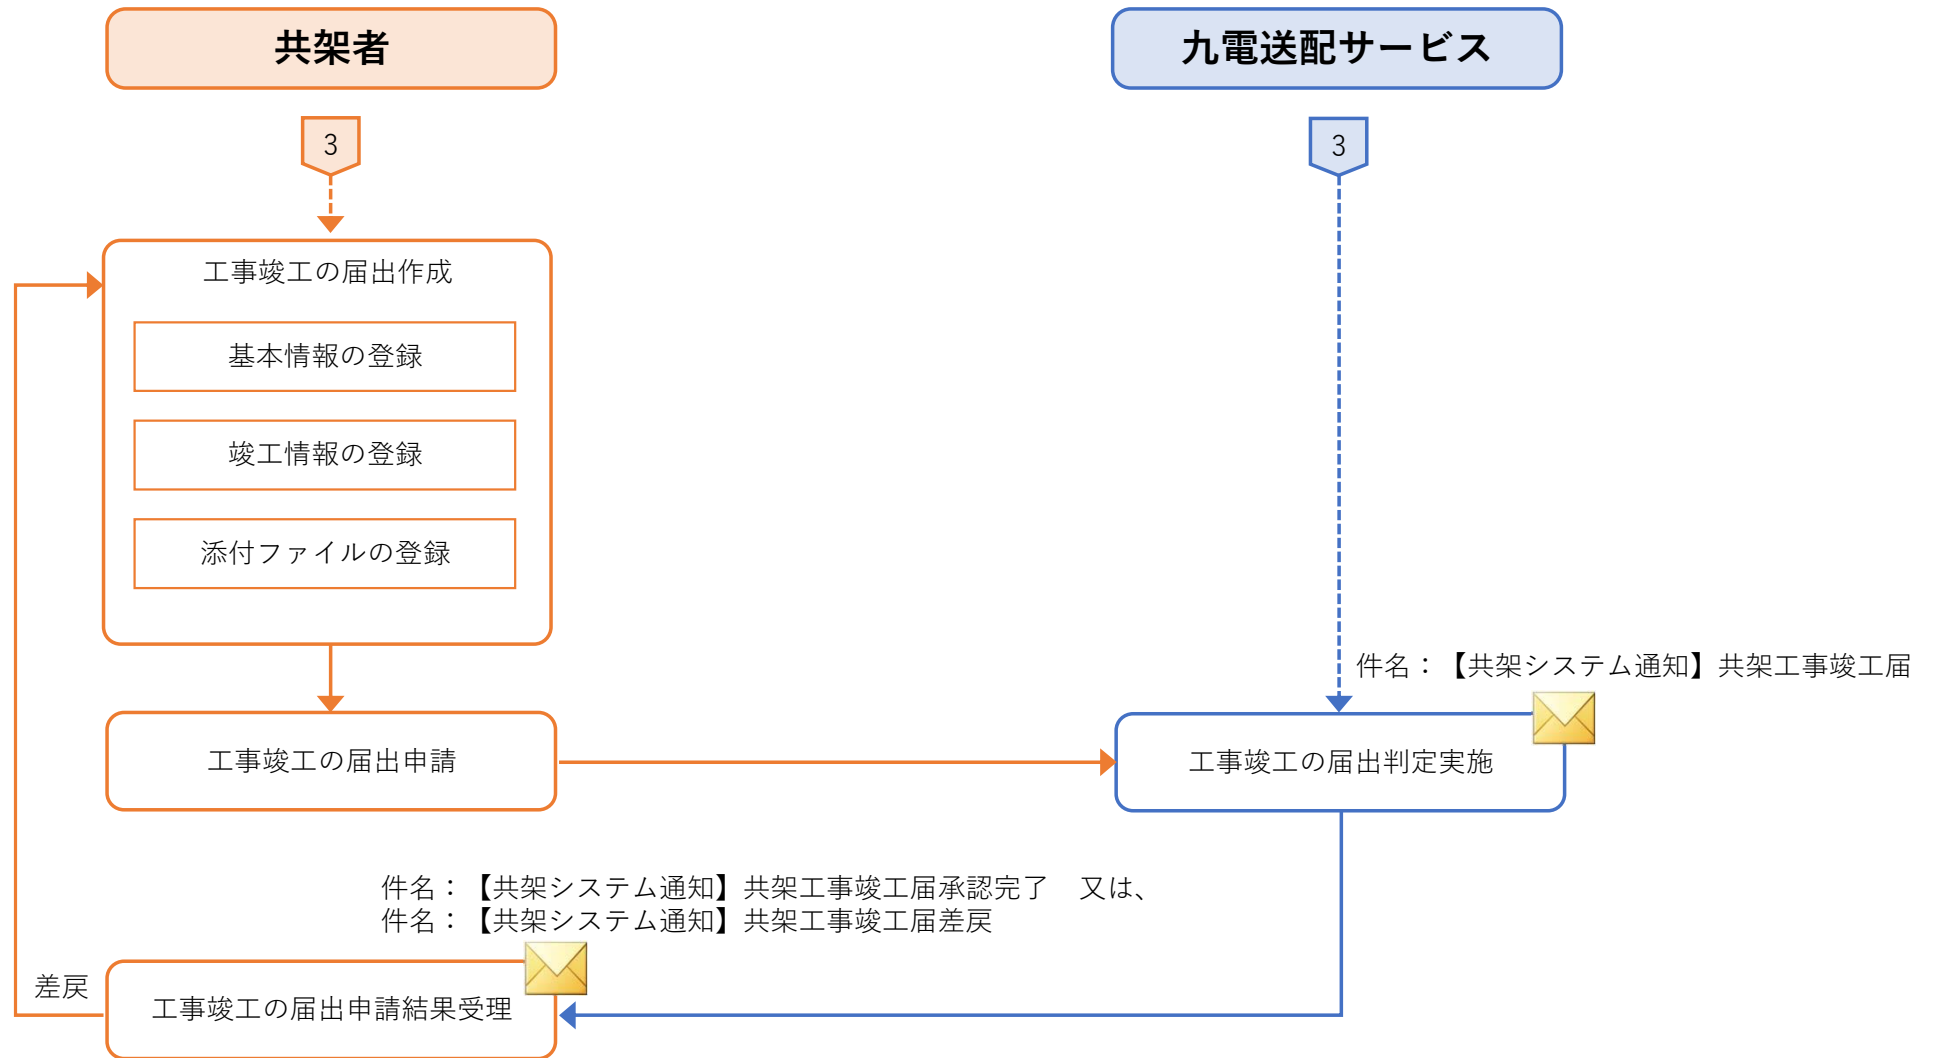 共架者
九電送配サービス
3
3
工事竣工の届出作成
基本情報の登録
竣工情報の登録
添付ファイルの登録
件名：【共架システム通知】共架工事竣工届
工事竣工の届出申請
工事竣工の届出判定実施
件名：【共架システム通知】共架工事竣工届承認完了　又は、
件名：【共架システム通知】共架工事竣工届差戻
差戻
工事竣工の届出申請結果受理